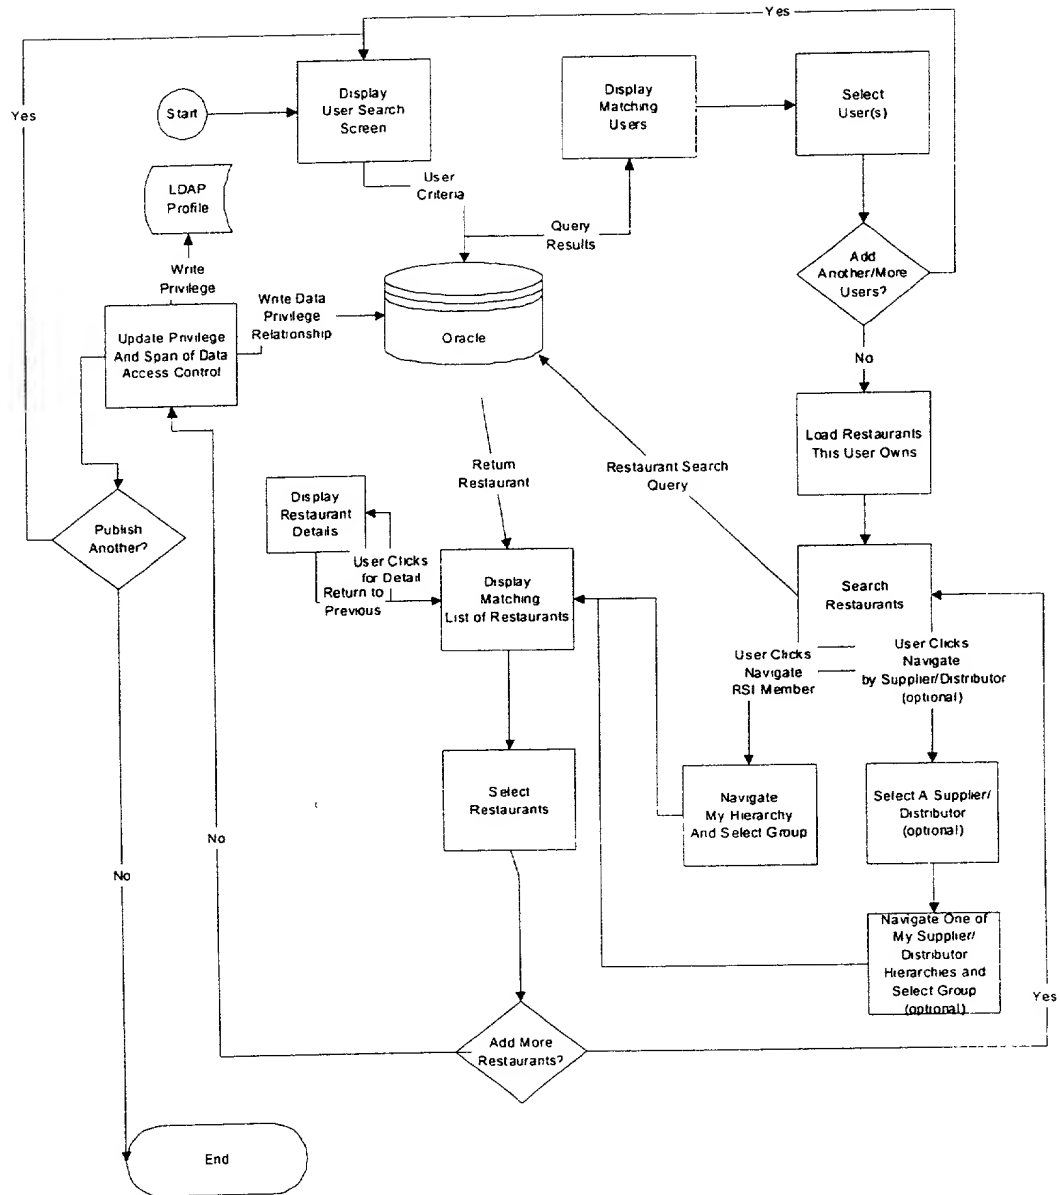 Yes
Yes
Start
Display
User Search
Screen
Display
Matching
Users
Select
User(s)
LDAP
Profile
User
Criteria
Query
Results
Add
Another/More
Users?
Write
Privilege
Write Data
Privilege
Relationship
Oracle
Update Privilege
And Span of Data
Access Control
No
Load Restaurants
This User Owns
Return
Restaurant
Restaurant Search
Query
Display
Restaurant
Details
Publish
Another?
User Clicks
for Detail
Return to
Previous
Display
Matching
List of Restaurants
Search
Restaurants
User Clicks
Navigate
RSI Member
User Clicks
Navigate
by Supplier/Distributor
(optional)
Select
Restaurants
Navigate
My Hierarchy
And Select Group
Select A Supplier/
Distributor
(optional)
No
No
Navigate One of
My Supplier/
Distributor
Hierarchies and
Select Group
(optional)
Yes
Add More
Restaurants?
End